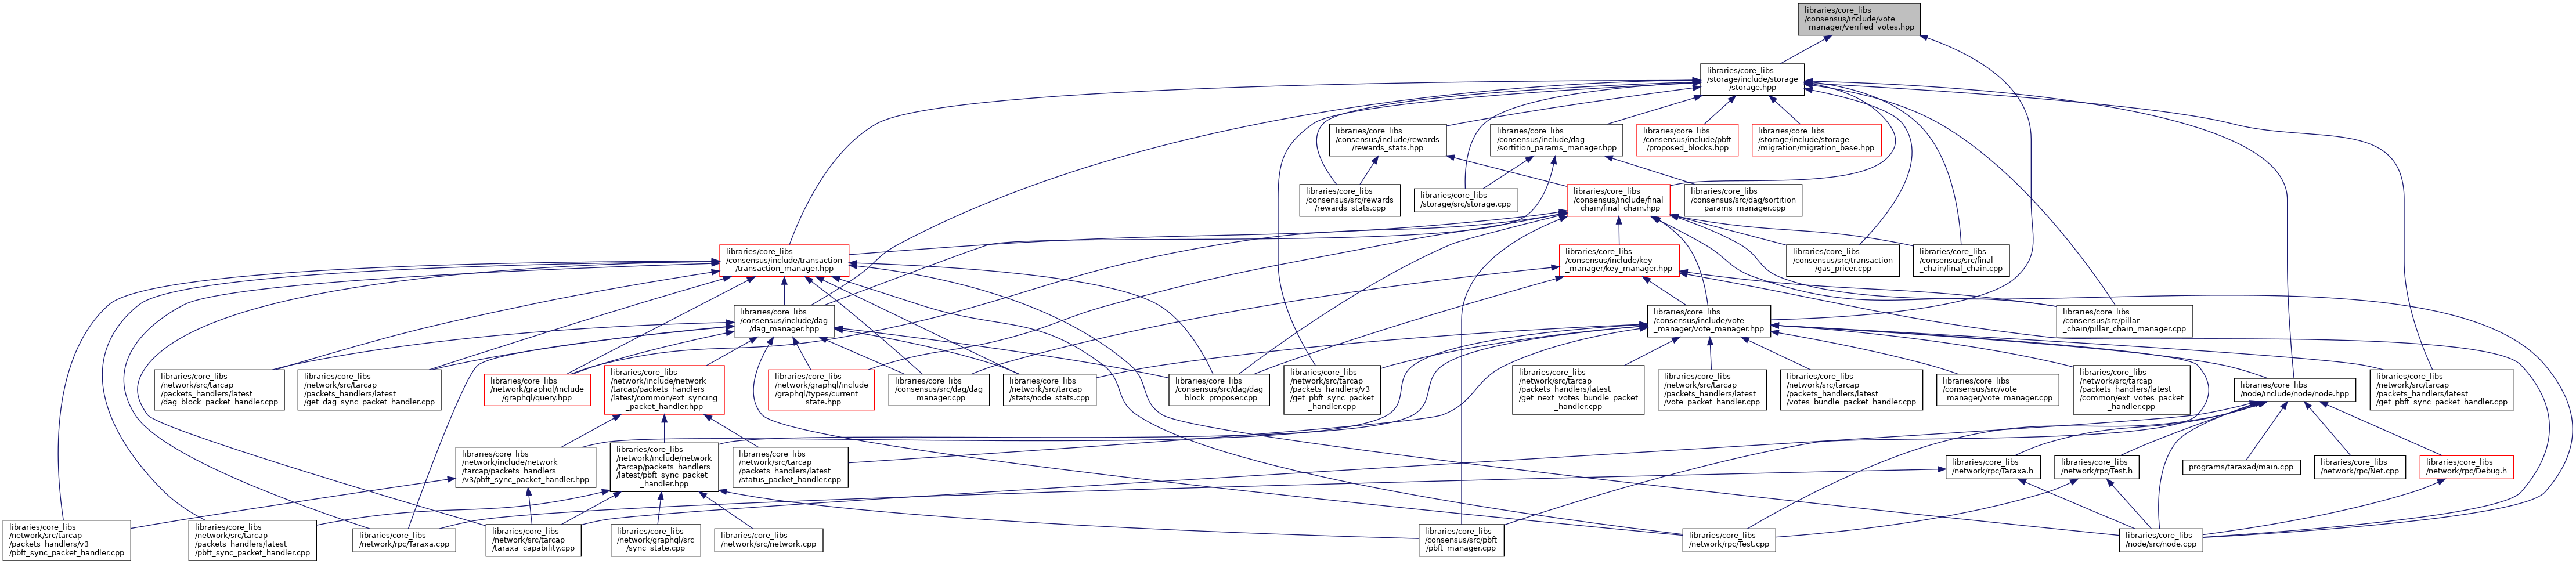 libraries/core_libs
/consensus/include/vote
_manager/verified_votes.hpp
libraries/core_libs
/storage/include/storage
/storage.hpp
libraries/core_libs
/consensus/include/rewards
/rewards_stats.hpp
libraries/core_libs
/consensus/include/dag
/sortition_params_manager.hpp
libraries/core_libs
/consensus/include/pbft
/proposed_blocks.hpp
libraries/core_libs
/storage/include/storage
/migration/migration_base.hpp
libraries/core_libs
/consensus/src/rewards
/rewards_stats.cpp
libraries/core_libs
/storage/src/storage.cpp
libraries/core_libs
/consensus/include/final
_chain/final_chain.hpp
libraries/core_libs
/consensus/src/dag/sortition
_params_manager.cpp
libraries/core_libs
/consensus/include/transaction
/transaction_manager.hpp
libraries/core_libs
/consensus/include/key
_manager/key_manager.hpp
libraries/core_libs
/consensus/src/transaction
/gas_pricer.cpp
libraries/core_libs
/consensus/src/final
_chain/final_chain.cpp
libraries/core_libs
/consensus/include/dag
/dag_manager.hpp
libraries/core_libs
/consensus/include/vote
_manager/vote_manager.hpp
libraries/core_libs
/consensus/src/pillar
_chain/pillar_chain_manager.cpp
libraries/core_libs
/network/src/tarcap
/packets_handlers/latest
/dag_block_packet_handler.cpp
libraries/core_libs
/network/src/tarcap
/packets_handlers/latest
/get_dag_sync_packet_handler.cpp
libraries/core_libs
/network/graphql/include
/graphql/query.hpp
libraries/core_libs
/network/include/network
/tarcap/packets_handlers
/latest/common/ext_syncing
_packet_handler.hpp
libraries/core_libs
/network/graphql/include
/graphql/types/current
_state.hpp
libraries/core_libs
/consensus/src/dag/dag
_manager.cpp
libraries/core_libs
/network/src/tarcap
/stats/node_stats.cpp
libraries/core_libs
/consensus/src/dag/dag
_block_proposer.cpp
libraries/core_libs
/network/src/tarcap
/packets_handlers/v3
/get_pbft_sync_packet
_handler.cpp
libraries/core_libs
/network/src/tarcap
/packets_handlers/latest
/get_next_votes_bundle_packet
_handler.cpp
libraries/core_libs
/network/src/tarcap
/packets_handlers/latest
/vote_packet_handler.cpp
libraries/core_libs
/network/src/tarcap
/packets_handlers/latest
/votes_bundle_packet_handler.cpp
libraries/core_libs
/consensus/src/vote
_manager/vote_manager.cpp
libraries/core_libs
/network/src/tarcap
/packets_handlers/latest
/common/ext_votes_packet
_handler.cpp
libraries/core_libs
/node/include/node/node.hpp
libraries/core_libs
/network/src/tarcap
/packets_handlers/latest
/get_pbft_sync_packet_handler.cpp
libraries/core_libs
/network/include/network
/tarcap/packets_handlers
/v3/pbft_sync_packet_handler.hpp
libraries/core_libs
/network/include/network
/tarcap/packets_handlers
/latest/pbft_sync_packet
_handler.hpp
libraries/core_libs
/network/src/tarcap
/packets_handlers/latest
/status_packet_handler.cpp
libraries/core_libs
/network/rpc/Taraxa.h
libraries/core_libs
/network/rpc/Test.h
programs/taraxad/main.cpp
libraries/core_libs
/network/rpc/Net.cpp
libraries/core_libs
/network/rpc/Debug.h
libraries/core_libs
/network/src/tarcap
/packets_handlers/v3
/pbft_sync_packet_handler.cpp
libraries/core_libs
/network/src/tarcap
/packets_handlers/latest
/pbft_sync_packet_handler.cpp
libraries/core_libs
/network/rpc/Taraxa.cpp
libraries/core_libs
/network/src/tarcap
/taraxa_capability.cpp
libraries/core_libs
/network/graphql/src
/sync_state.cpp
libraries/core_libs
/network/src/network.cpp
libraries/core_libs
/consensus/src/pbft
/pbft_manager.cpp
libraries/core_libs
/network/rpc/Test.cpp
libraries/core_libs
/node/src/node.cpp